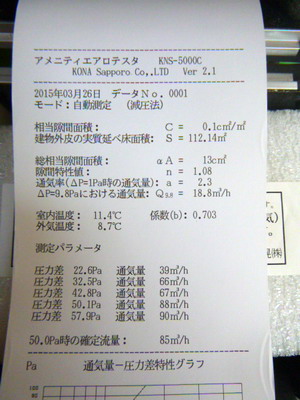 アメニティエアロテスタ KNS-5000C
KONA Sapporo Co,.LTD Ver 2.1
2015年03月26日 データNo. 0001
モード：自動測定 （減圧法）
相当隙間面積： C = 0.1c㎡/㎡
建物外皮の実質延べ床面積： S = 112.14㎡
総相当隙間面積： αA = 13c㎡
隙間特性値： n = 1.08
通気率(ΔP=1Pa時の通気量)： a = 2.3
ΔP=9.8Paにおける通気量： Q9.8 = 18.8㎥/h
室内温度： 11.4℃ 係数(b)： 0.703
外気温度： 8.7℃
測定パラメータ
圧力差 22.6Pa 通気量 39㎥/h
圧力差 32.5Pa 通気量 66㎥/h
圧力差 42.8Pa 通気量 67㎥/h
圧力差 50.1Pa 通気量 88㎥/h
圧力差 57.9Pa 通気量 90㎥/h
50.0Pa時の確定流量： 85㎥/h
Pa 通気量－圧力差特性グラフ
100
80